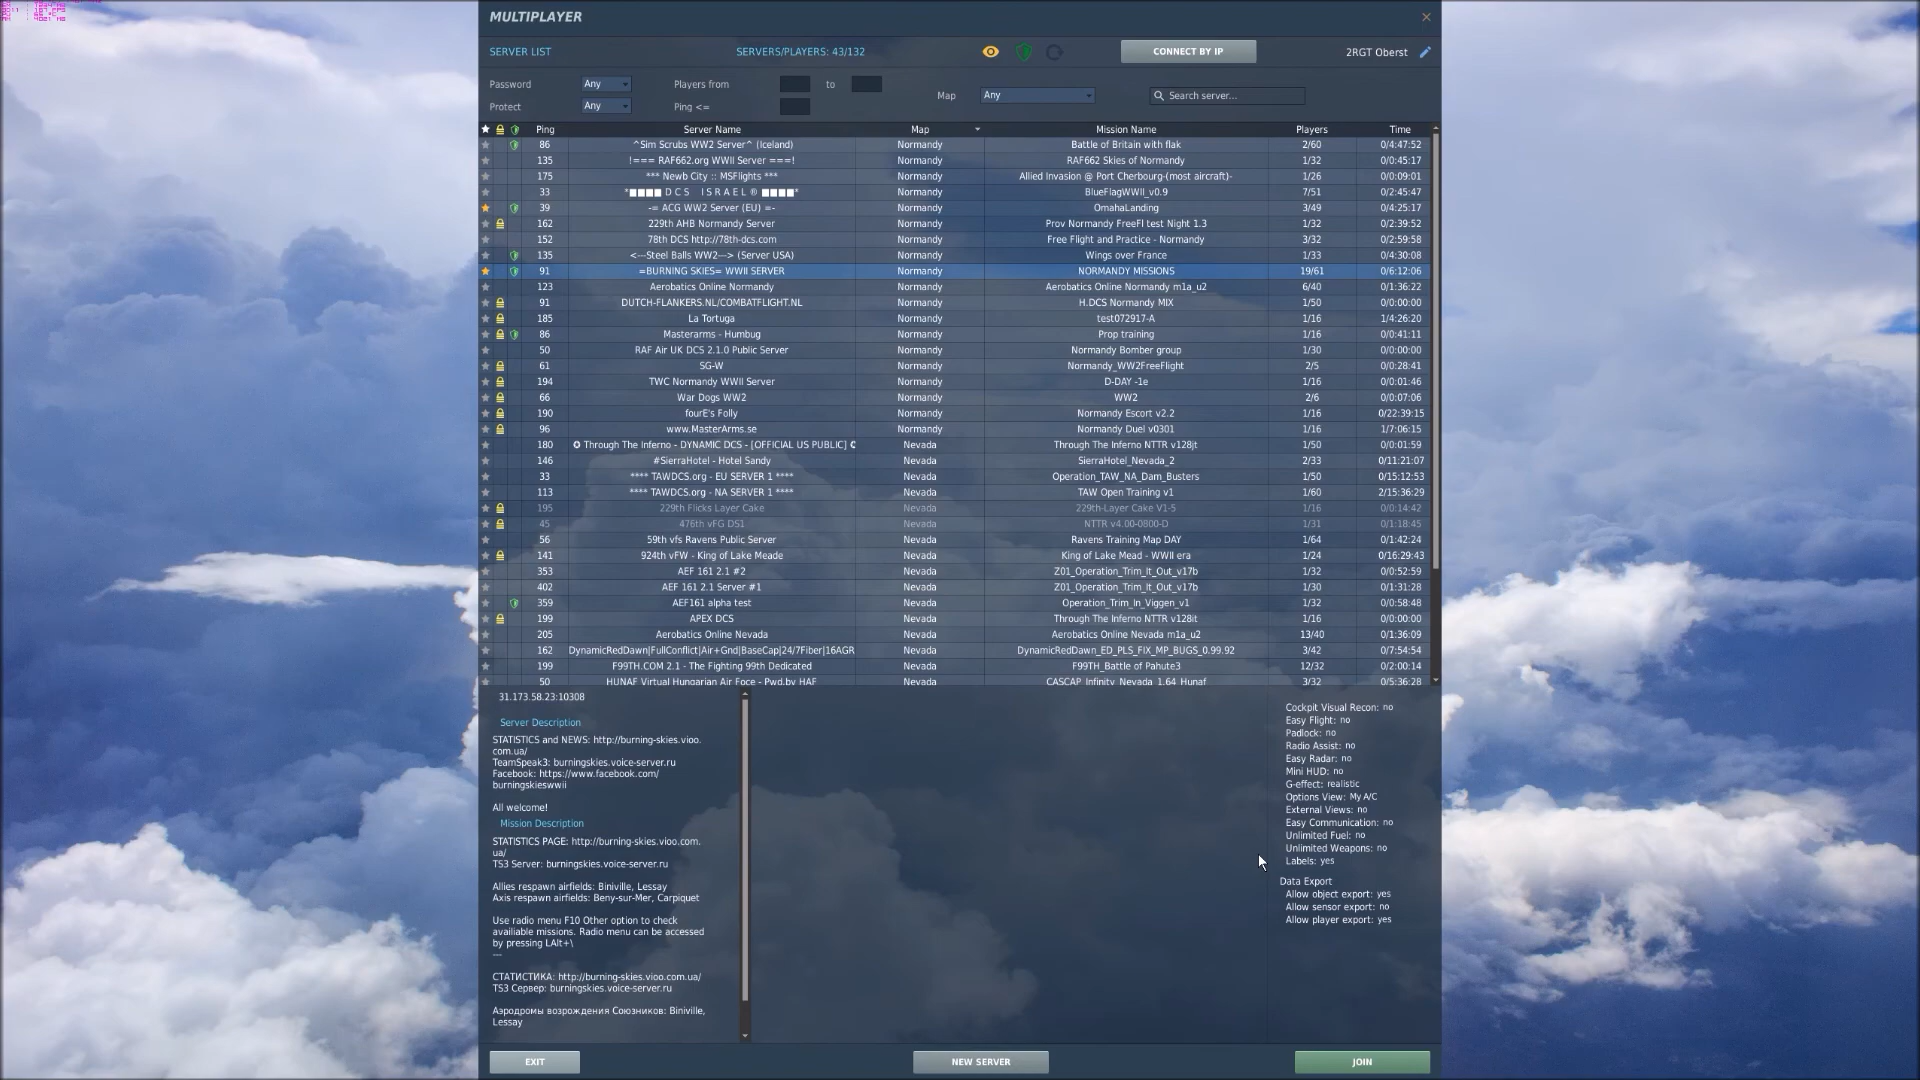 MULTIPLAYER
SERVER LIST SERVERS/PLAYERS: 43/132 CONNECT BY IP 2RGT Oberst
Password Any Players from to
Map Any Search server...
Protect Any Ping <=
Ping Server Name Map Mission Name Players Time
86 ^Sim Scrubs WW2 Server^ (Iceland) Normandy Battle of Britain with flak 2/60 0/4:47:52
135 !=== RAF662.org WWII Server ===! Normandy RAF662 Skies of Normandy 1/32 0/0:45:17
175 *** Newb City :: MSFlights *** Normandy Allied Invasion @ Port Cherbourg-(most aircraft)- 1/26 0/0:09:01
33 *■■■■ D C S I S R A E L ® ■■■■* Normandy BlueFlagWWII_v0.9 7/51 0/2:45:47
39 -= ACG WW2 Server (EU) =- Normandy OmahaLanding 3/49 0/4:25:17
162 229th AHB Normandy Server Normandy Prov Normandy FreeFl test Night 1.3 1/32 0/2:39:52
152 78th DCS http://78th-dcs.com Normandy Free Flight and Practice - Normandy 3/32 0/2:59:58
135 <---Steel Balls WW2---> (Server USA) Normandy Wings over France 1/33 0/4:30:08
91 =BURNING SKIES= WWII SERVER Normandy NORMANDY MISSIONS 19/61 0/6:12:06
123 Aerobatics Online Normandy Normandy Aerobatics Online Normandy m1a_u2 6/40 0/1:36:22
91 DUTCH-FLANKERS.NL/COMBATFLIGHT.NL Normandy H.DCS Normandy MIX 1/50 0/0:00:00
185 La Tortuga Normandy test072917-A 1/16 1/4:26:20
86 Masterarms - Humbug Normandy Prop training 1/16 0/0:41:11
50 RAF Air UK DCS 2.1.0 Public Server Normandy Normandy Bomber group 1/30 0/0:00:00
61 SG-W Normandy Normandy_WW2FreeFlight 2/5 0/0:28:41
194 TWC Normandy WWII Server Normandy D-DAY -1e 1/16 0/0:01:46
66 War Dogs WW2 Normandy WW2 2/6 0/0:07:06
190 fourE's Folly Normandy Normandy Escort v2.2 1/16 0/22:39:15
96 www.MasterArms.se Normandy Normandy Duel v0301 1/16 1/7:06:15
180 ✪ Through The Inferno - DYNAMIC DCS - [OFFICIAL US PUBLIC] Nevada Through The Inferno NTTR v128jt 1/50 0/0:01:59
146 #SierraHotel - Hotel Sandy Nevada SierraHotel_Nevada_2 2/33 0/11:21:07
33 **** TAWDCS.org - EU SERVER 1 **** Nevada Operation_TAW_NA_Dam_Busters 1/50 0/15:12:53
113 **** TAWDCS.org - NA SERVER 1 **** Nevada TAW Open Training v1 1/60 2/15:36:29
195 229th Flicks Layer Cake Nevada 229th-Layer Cake V1-5 1/16 0/0:14:42
45 476th vFG DS1 Nevada NTTR v4.00-0800-D 1/31 0/1:18:45
56 59th vfs Ravens Public Server Nevada Ravens Training Map DAY 1/64 0/1:42:24
141 924th vFW - King of Lake Meade Nevada King of Lake Mead - WWII era 1/24 0/16:29:43
353 AEF 161 2.1 #2 Nevada Z01_Operation_Trim_It_Out_v17b 1/32 0/0:52:59
402 AEF 161 2.1 Server #1 Nevada Z01_Operation_Trim_It_Out_v17b 1/30 0/1:31:28
359 AEF161 alpha test Nevada Operation_Trim_In_Viggen_v1 1/32 0/0:58:48
199 APEX DCS Nevada Through The Inferno NTTR v128it 1/16 0/0:00:00
205 Aerobatics Online Nevada Nevada Aerobatics Online Nevada m1a_u2 13/40 0/1:36:09
162 DynamicRedDawn|FullConflict|Air+Gnd|BaseCap|24/7Fiber|16AGR Nevada DynamicRedDawn_ED_PLS_FIX_MP_BUGS_0.99.92 3/42 0/7:54:54
199 F99TH.COM 2.1 - The Fighting 99th Dedicated Nevada F99TH_Battle of Pahute3 12/32 0/2:00:14
50 HUNAF Virtual Hungarian Air Foce - Pwd.by HAF Nevada CASCAP_Infinity_Nevada_1.64_Hunaf 3/32 0/5:36:28
31.173.58.23:10308
Server Description
STATISTICS and NEWS: http://burning-skies.vioo.
com.ua/
TeamSpeak3: burningskies.voice-server.ru
Facebook: https://www.facebook.com/
burningskieswwii
All welcome!
Mission Description
STATISTICS PAGE: http://burning-skies.vioo.com.
ua/
TS3 Server: burningskies.voice-server.ru
Allies respawn airfields: Biniville, Lessay
Axis respawn airfields: Beny-sur-Mer, Carpiquet
Use radio menu F10 Other option to check
availiable missions. Radio menu can be accessed
by pressing LAlt+\
---
СТАТИСТИКА: http://burning-skies.vioo.com.ua/
TS3 Сервер: burningskies.voice-server.ru
Аэродромы возрождения Союзников: Biniville,
Lessay
Cockpit Visual Recon: no
Easy Flight: no
Padlock: no
Radio Assist: no
Easy Radar: no
Mini HUD: no
G-effect: realistic
Options View: My A/C
External Views: no
Easy Communication: no
Unlimited Fuel: no
Unlimited Weapons: no
Labels: yes
Data Export
Allow object export: yes
Allow sensor export: no
Allow player export: yes
EXIT NEW SERVER JOIN